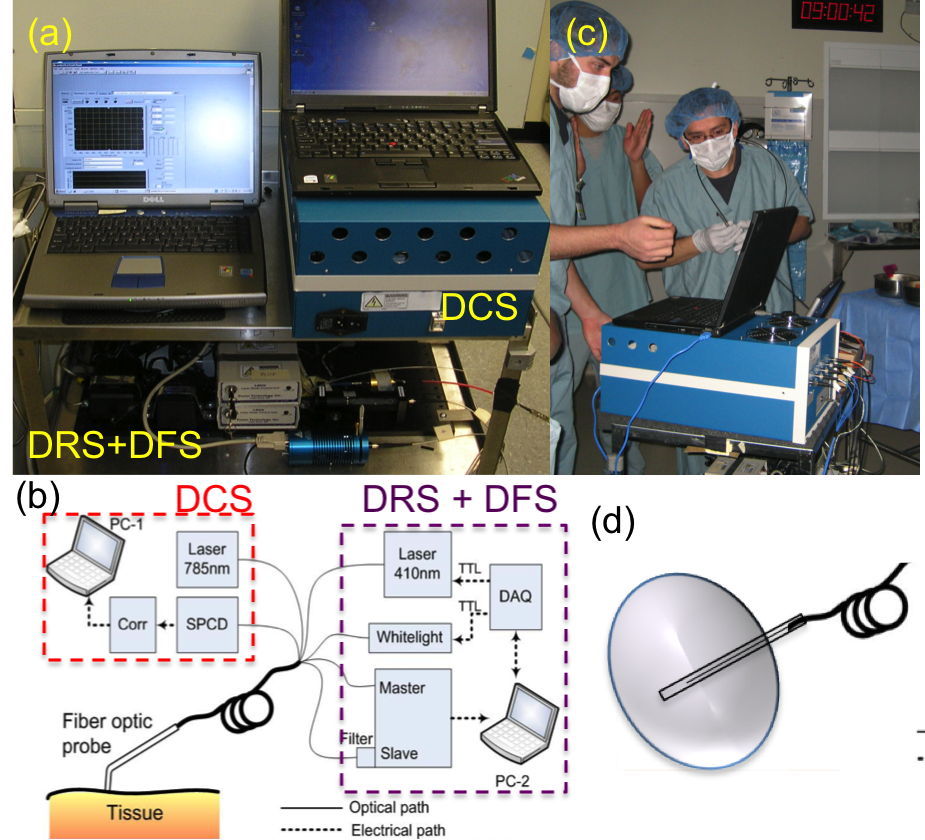 (a)
DELL
DCS
DRS+DFS
(c)
09:00:42
(b)
DCS
PC-1
Laser
785nm
Corr
SPCD
Fiber optic
probe
Tissue
DRS + DFS
Laser
410nm
TTL
TTL
DAQ
Whitelight
Master
Filter
Slave
PC-2
Optical path
Electrical path
(d)